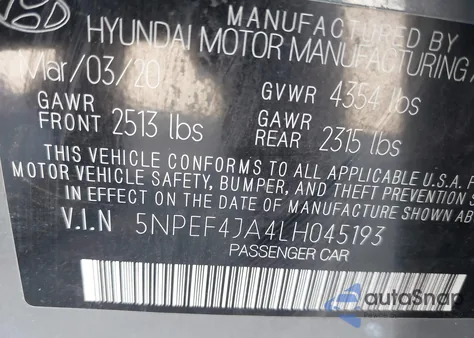 MANUFACTURED BY
HYUNDAI MOTOR MANUFACTURING
Mar/03/20
GVWR 4354 lbs
GAWR
FRONT 2513 lbs
GAWR
REAR 2315 lbs
THIS VEHICLE CONFORMS TO ALL APPLICABLE U.S.A.
MOTOR VEHICLE SAFETY, BUMPER, AND THEFT PREVENTION
IN EFFECT ON THE DATE OF MANUFACTURE SHOWN
V.I.N 5NPEF4JA4LH045193
PASSENGER CAR
autoSnap